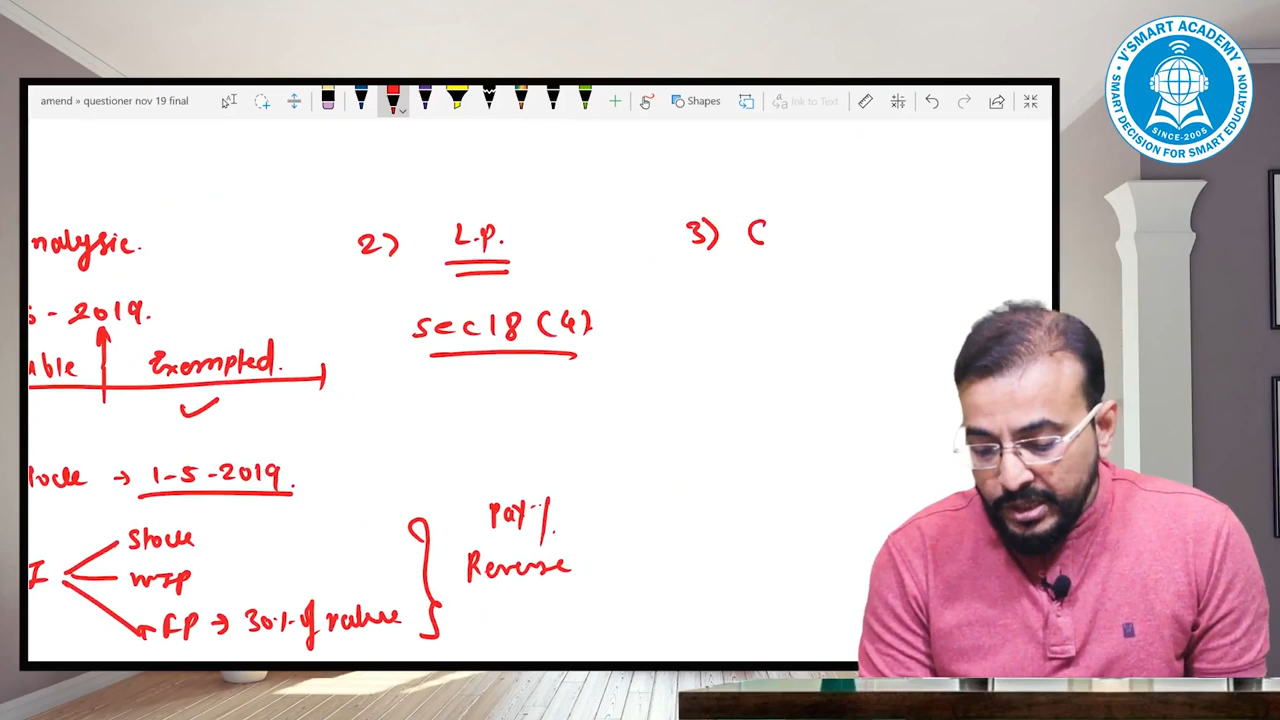 amend » questioner nov 19 final
Shapes
Ink to Text
V'SMART ACADEMY
SINCE-2005
SMART DECISION FOR SMART EDUCATION
nalysis.
2) L.P.
3) C
5-2019.
sec 18 (4)
able Exempted.
tock → 1-5-2019.
Stock
WIP
FP → 30% of value
Pay /
Reverse